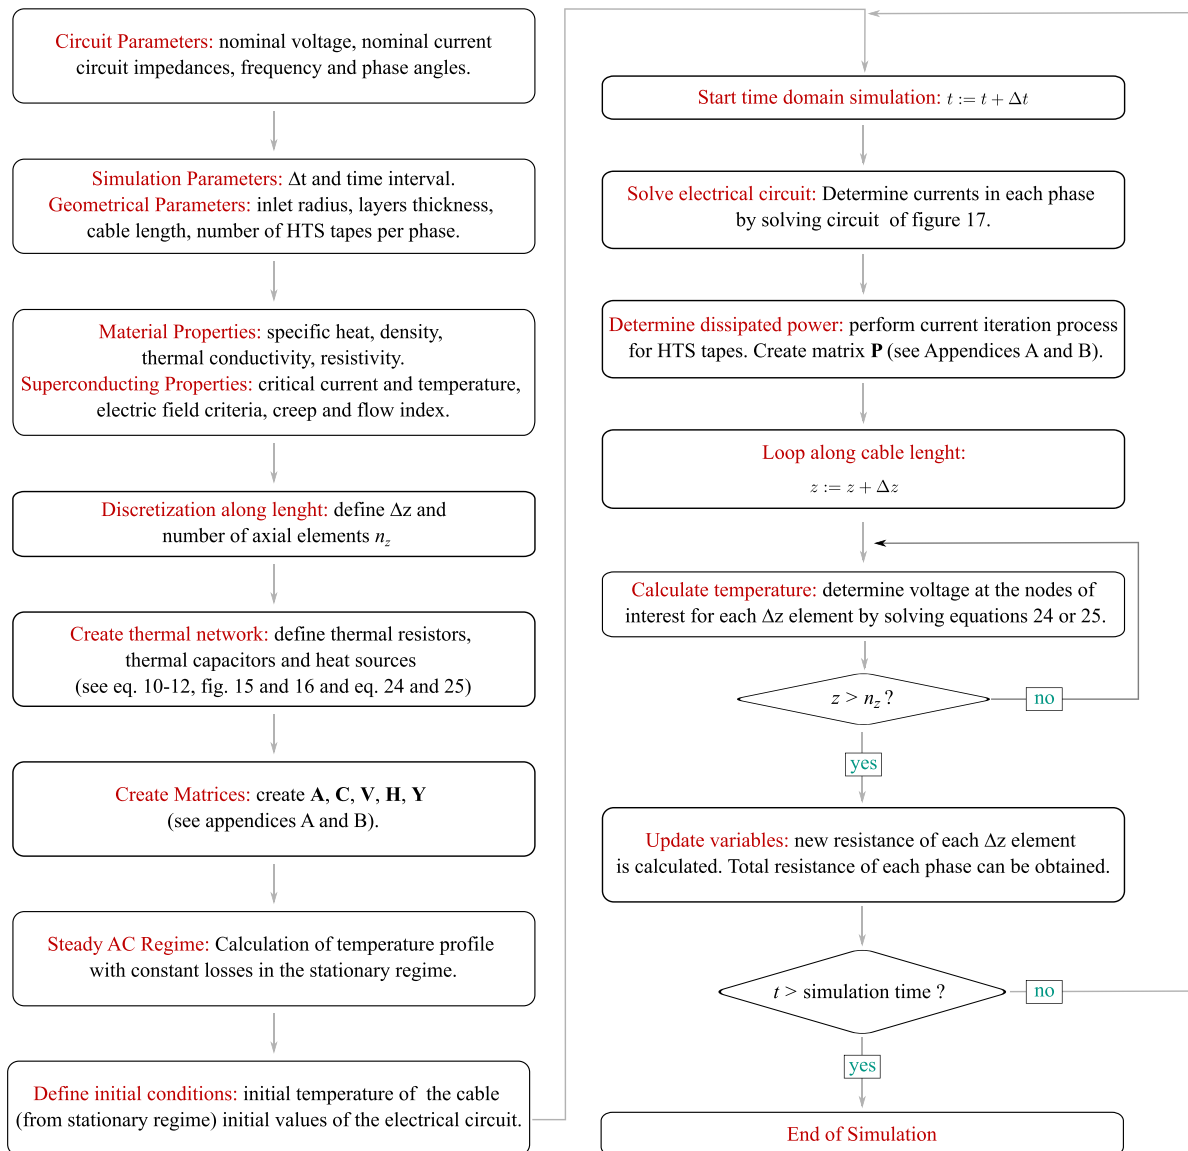 Circuit Parameters: nominal voltage, nominal current
circuit impedances, frequency and phase angles.
Simulation Parameters: Δt and time interval.
Geometrical Parameters: inlet radius, layers thickness,
cable length, number of HTS tapes per phase.
Material Properties: specific heat, density,
thermal conductivity, resistivity.
Superconducting Properties: critical current and temperature,
electric field criteria, creep and flow index.
Discretization along lenght: define Δz and
number of axial elements n_z
Create thermal network: define thermal resistors,
thermal capacitors and heat sources
(see eq. 10-12, fig. 15 and 16 and eq. 24 and 25)
Create Matrices: create A, C, V, H, Y
(see appendices A and B).
Steady AC Regime: Calculation of temperature profile
with constant losses in the stationary regime.
Define initial conditions: initial temperature of the cable
(from stationary regime) initial values of the electrical circuit.
Start time domain simulation: t := t + Δt
Solve electrical circuit: Determine currents in each phase
by solving circuit of figure 17.
Determine dissipated power: perform current iteration process
for HTS tapes. Create matrix P (see Appendices A and B).
Loop along cable lenght:
z := z + Δz
Calculate temperature: determine voltage at the nodes of
interest for each Δz element by solving equations 24 or 25.
z > n_z ?
no
yes
Update variables: new resistance of each Δz element
is calculated. Total resistance of each phase can be obtained.
t > simulation time ?
no
yes
End of Simulation